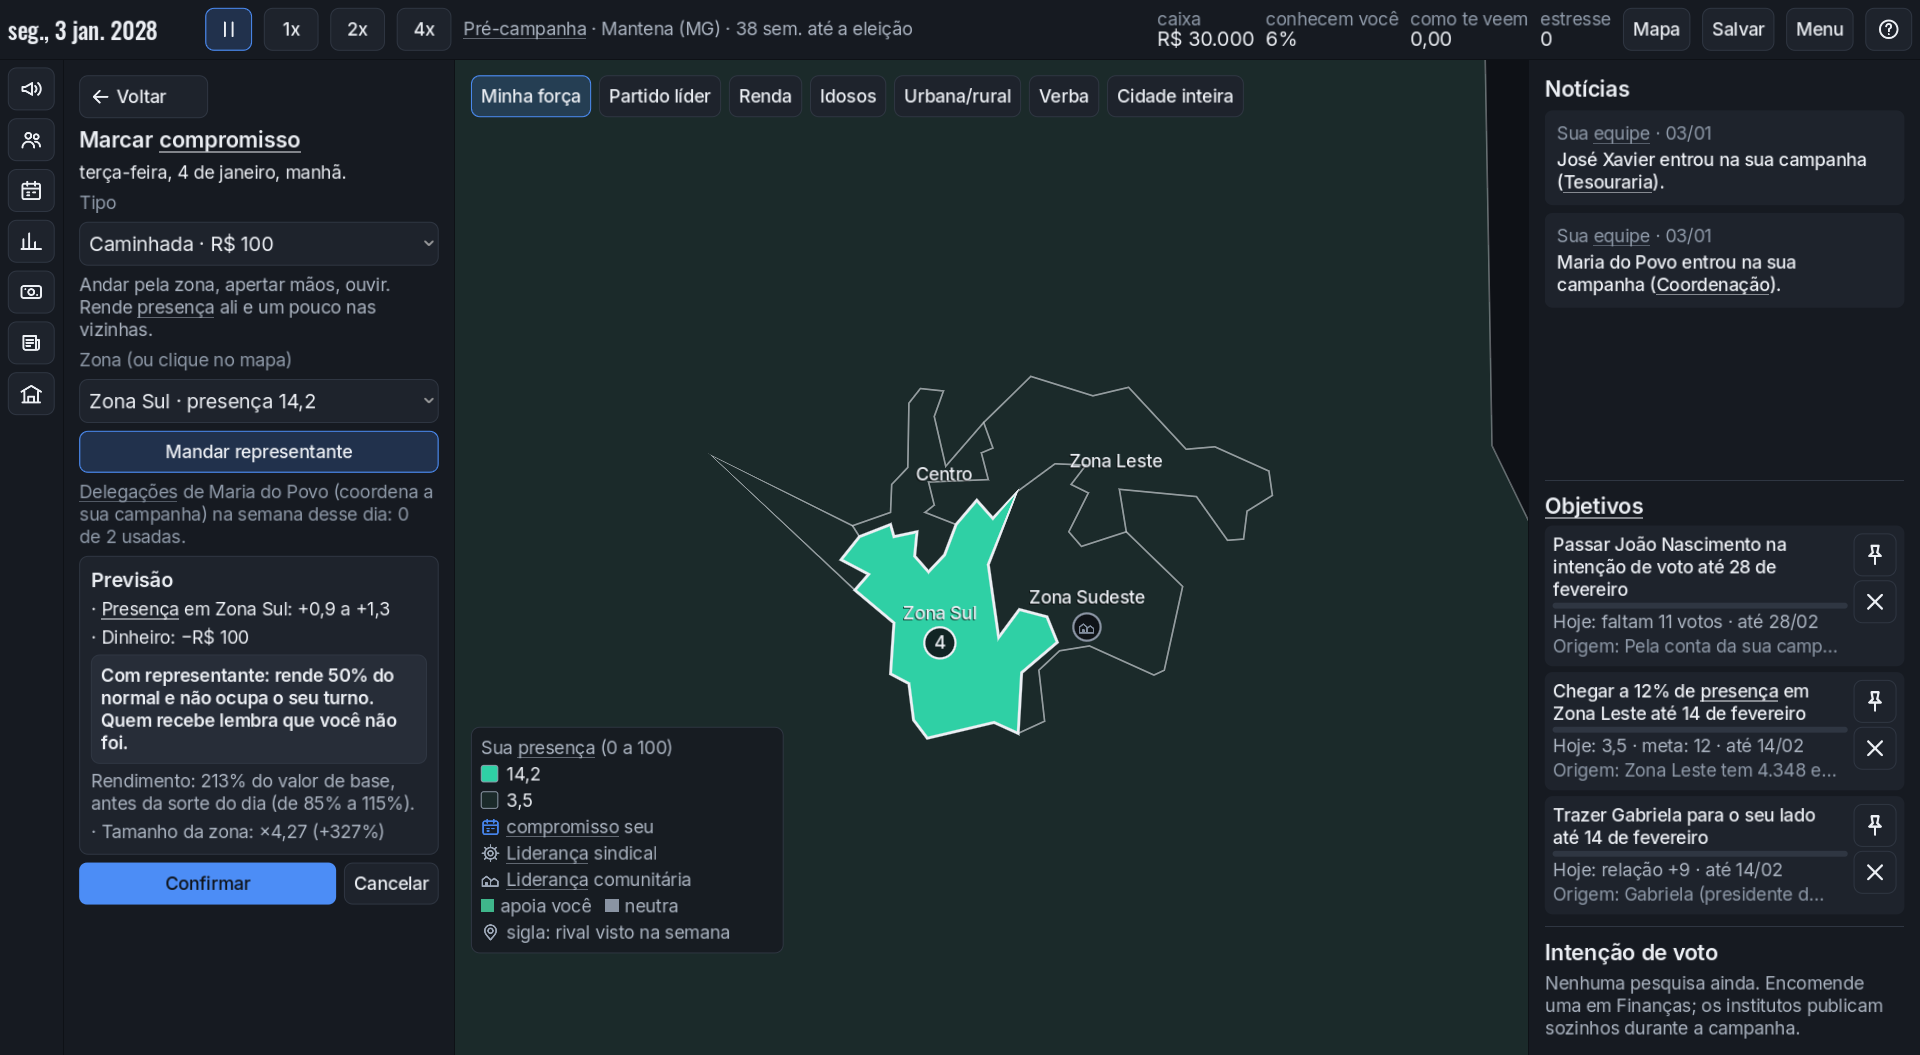 seg., 3 jan. 2028
1x
2x
4x
Pré-campanha · Mantena (MG) · 38 sem. até a eleição
caixa
R$ 30.000
conhecem você
6%
como te veem
0,00
estresse
0
Mapa
Salvar
Menu
Voltar
Marcar compromisso
terça-feira, 4 de janeiro, manhã.
Tipo
Caminhada · R$ 100
Andar pela zona, apertar mãos, ouvir.
Rende presença ali e um pouco nas
vizinhas.
Zona (ou clique no mapa)
Zona Sul · presença 14,2
Mandar representante
Delegações de Maria do Povo (coordena a
sua campanha) na semana desse dia: 0
de 2 usadas.
Previsão
· Presença em Zona Sul: +0,9 a +1,3
· Dinheiro: −R$ 100
Com representante: rende 50% do
normal e não ocupa o seu turno.
Quem recebe lembra que você não
foi.
Rendimento: 213% do valor de base,
antes da sorte do dia (de 85% a 115%).
· Tamanho da zona: ×4,27 (+327%)
Confirmar
Cancelar
Minha força
Partido líder
Renda
Idosos
Urbana/rural
Verba
Cidade inteira
Centro
Zona Leste
Zona Sudeste
Zona Sul
4
Sua presença (0 a 100)
14,2
3,5
compromisso seu
Liderança sindical
Liderança comunitária
apoia você
neutra
sigla: rival visto na semana
Notícias
Sua equipe · 03/01
José Xavier entrou na sua campanha
(Tesouraria).
Sua equipe · 03/01
Maria do Povo entrou na sua
campanha (Coordenação).
Objetivos
Passar João Nascimento na
intenção de voto até 28 de
fevereiro
Hoje: faltam 11 votos · até 28/02
Origem: Pela conta da sua camp...
Chegar a 12% de presença em
Zona Leste até 14 de fevereiro
Hoje: 3,5 · meta: 12 · até 14/02
Origem: Zona Leste tem 4.348 e...
Trazer Gabriela para o seu lado
até 14 de fevereiro
Hoje: relação +9 · até 14/02
Origem: Gabriela (presidente d...
Intenção de voto
Nenhuma pesquisa ainda. Encomende
uma em Finanças; os institutos publicam
sozinhos durante a campanha.